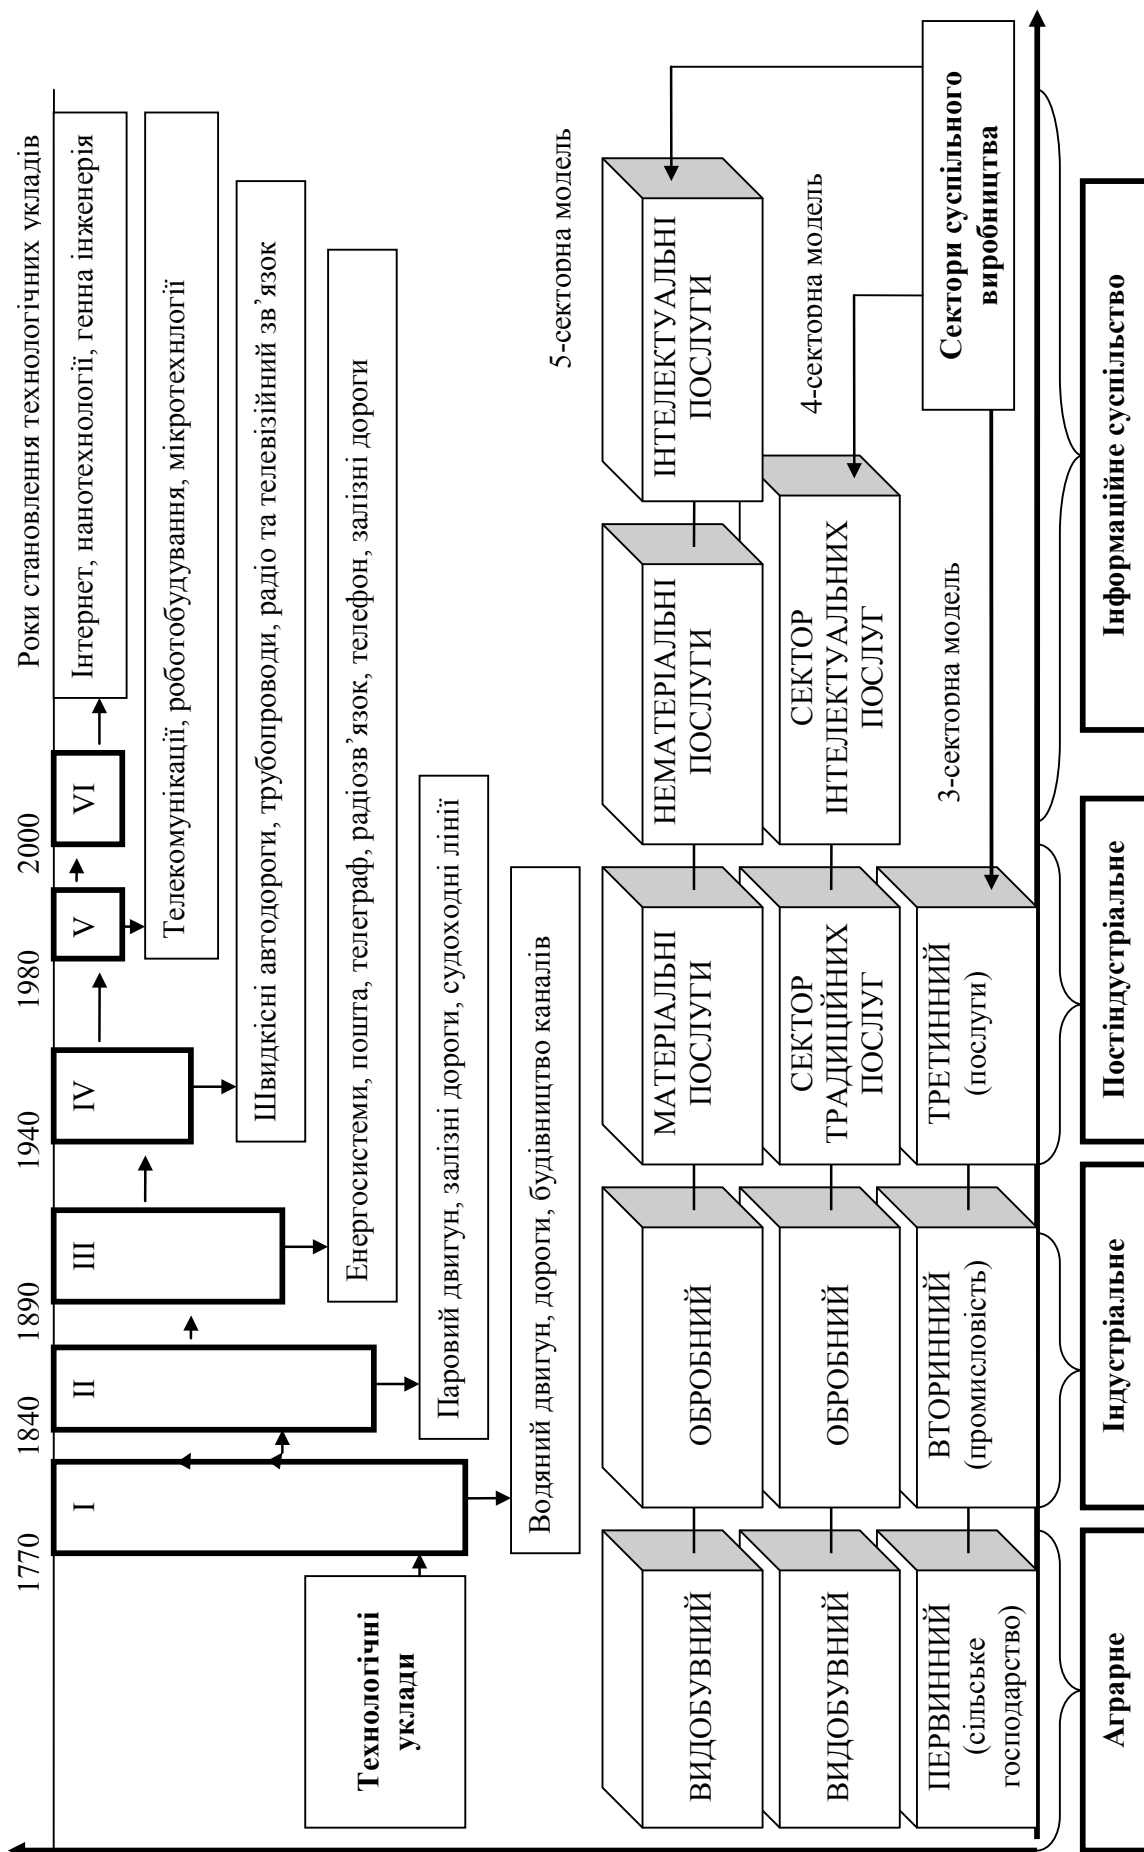 Роки становлення технологічних укладів
1770
1840
1890
1940
1980
2000
I
II
III
IV
V
VI
Інтернет, нанотехнології, генна інженерія
Телекомунікації, роботобудування, мікротехнлогії
Швидкісні автодороги, трубопроводи, радіо та телевізійний зв’язок
Енергосистеми, пошта, телеграф, радіозв’язок, телефон, залізні дороги
Паровий двигун, залізні дороги, судоходні лінії
Водяний двигун, дороги, будівництво каналів
Технологічні
уклади
5-секторна модель
ВИДОБУВНИЙ
ОБРОБНИЙ
МАТЕРІАЛЬНІ
ПОСЛУГИ
НЕМАТЕРІАЛЬНІ
ПОСЛУГИ
ІНТЕЛЕКТУАЛЬНІ
ПОСЛУГИ
4-секторна модель
ВИДОБУВНИЙ
ОБРОБНИЙ
СЕКТОР
ТРАДИЦІЙНИХ
ПОСЛУГ
СЕКТОР
ІНТЕЛЕКТУАЛЬНИХ
ПОСЛУГ
3-секторна модель
ПЕРВИННИЙ
(сільське
господарство)
ВТОРИННИЙ
(промисловість)
ТРЕТИННИЙ
(послуги)
Сектори суспільного
виробництва
Аграрне
Індустріальне
Постіндустріальне
Інформаційне суспільство